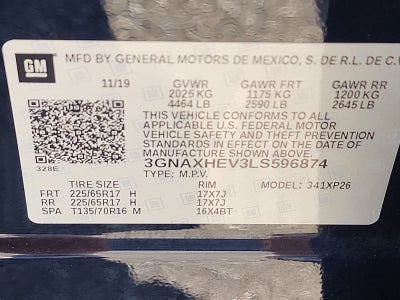 GM
MFD BY GENERAL MOTORS DE MEXICO, S. DE R.L. DE C.V
11/19 GVWR GAWR FRT GAWR RR
2025 KG 1175 KG 1200 KG
4464 LB 2590 LB 2645 LB
THIS VEHICLE CONFORMS TO ALL
APPLICABLE U.S. FEDERAL MOTOR
VEHICLE SAFETY AND THEFT PREVENTION
STANDARDS IN EFFECT ON THE DATE OF
MANUFACTURE SHOWN ABOVE.
3GNAXHEV3LS596874
328E TYPE: M.P.V.
TIRE SIZE RIM MODEL: 341XP26
FRT 225/65R17 H 17X7J
RR 225/65R17 H 17X7J
SPA T135/70R16 M 16X4BT